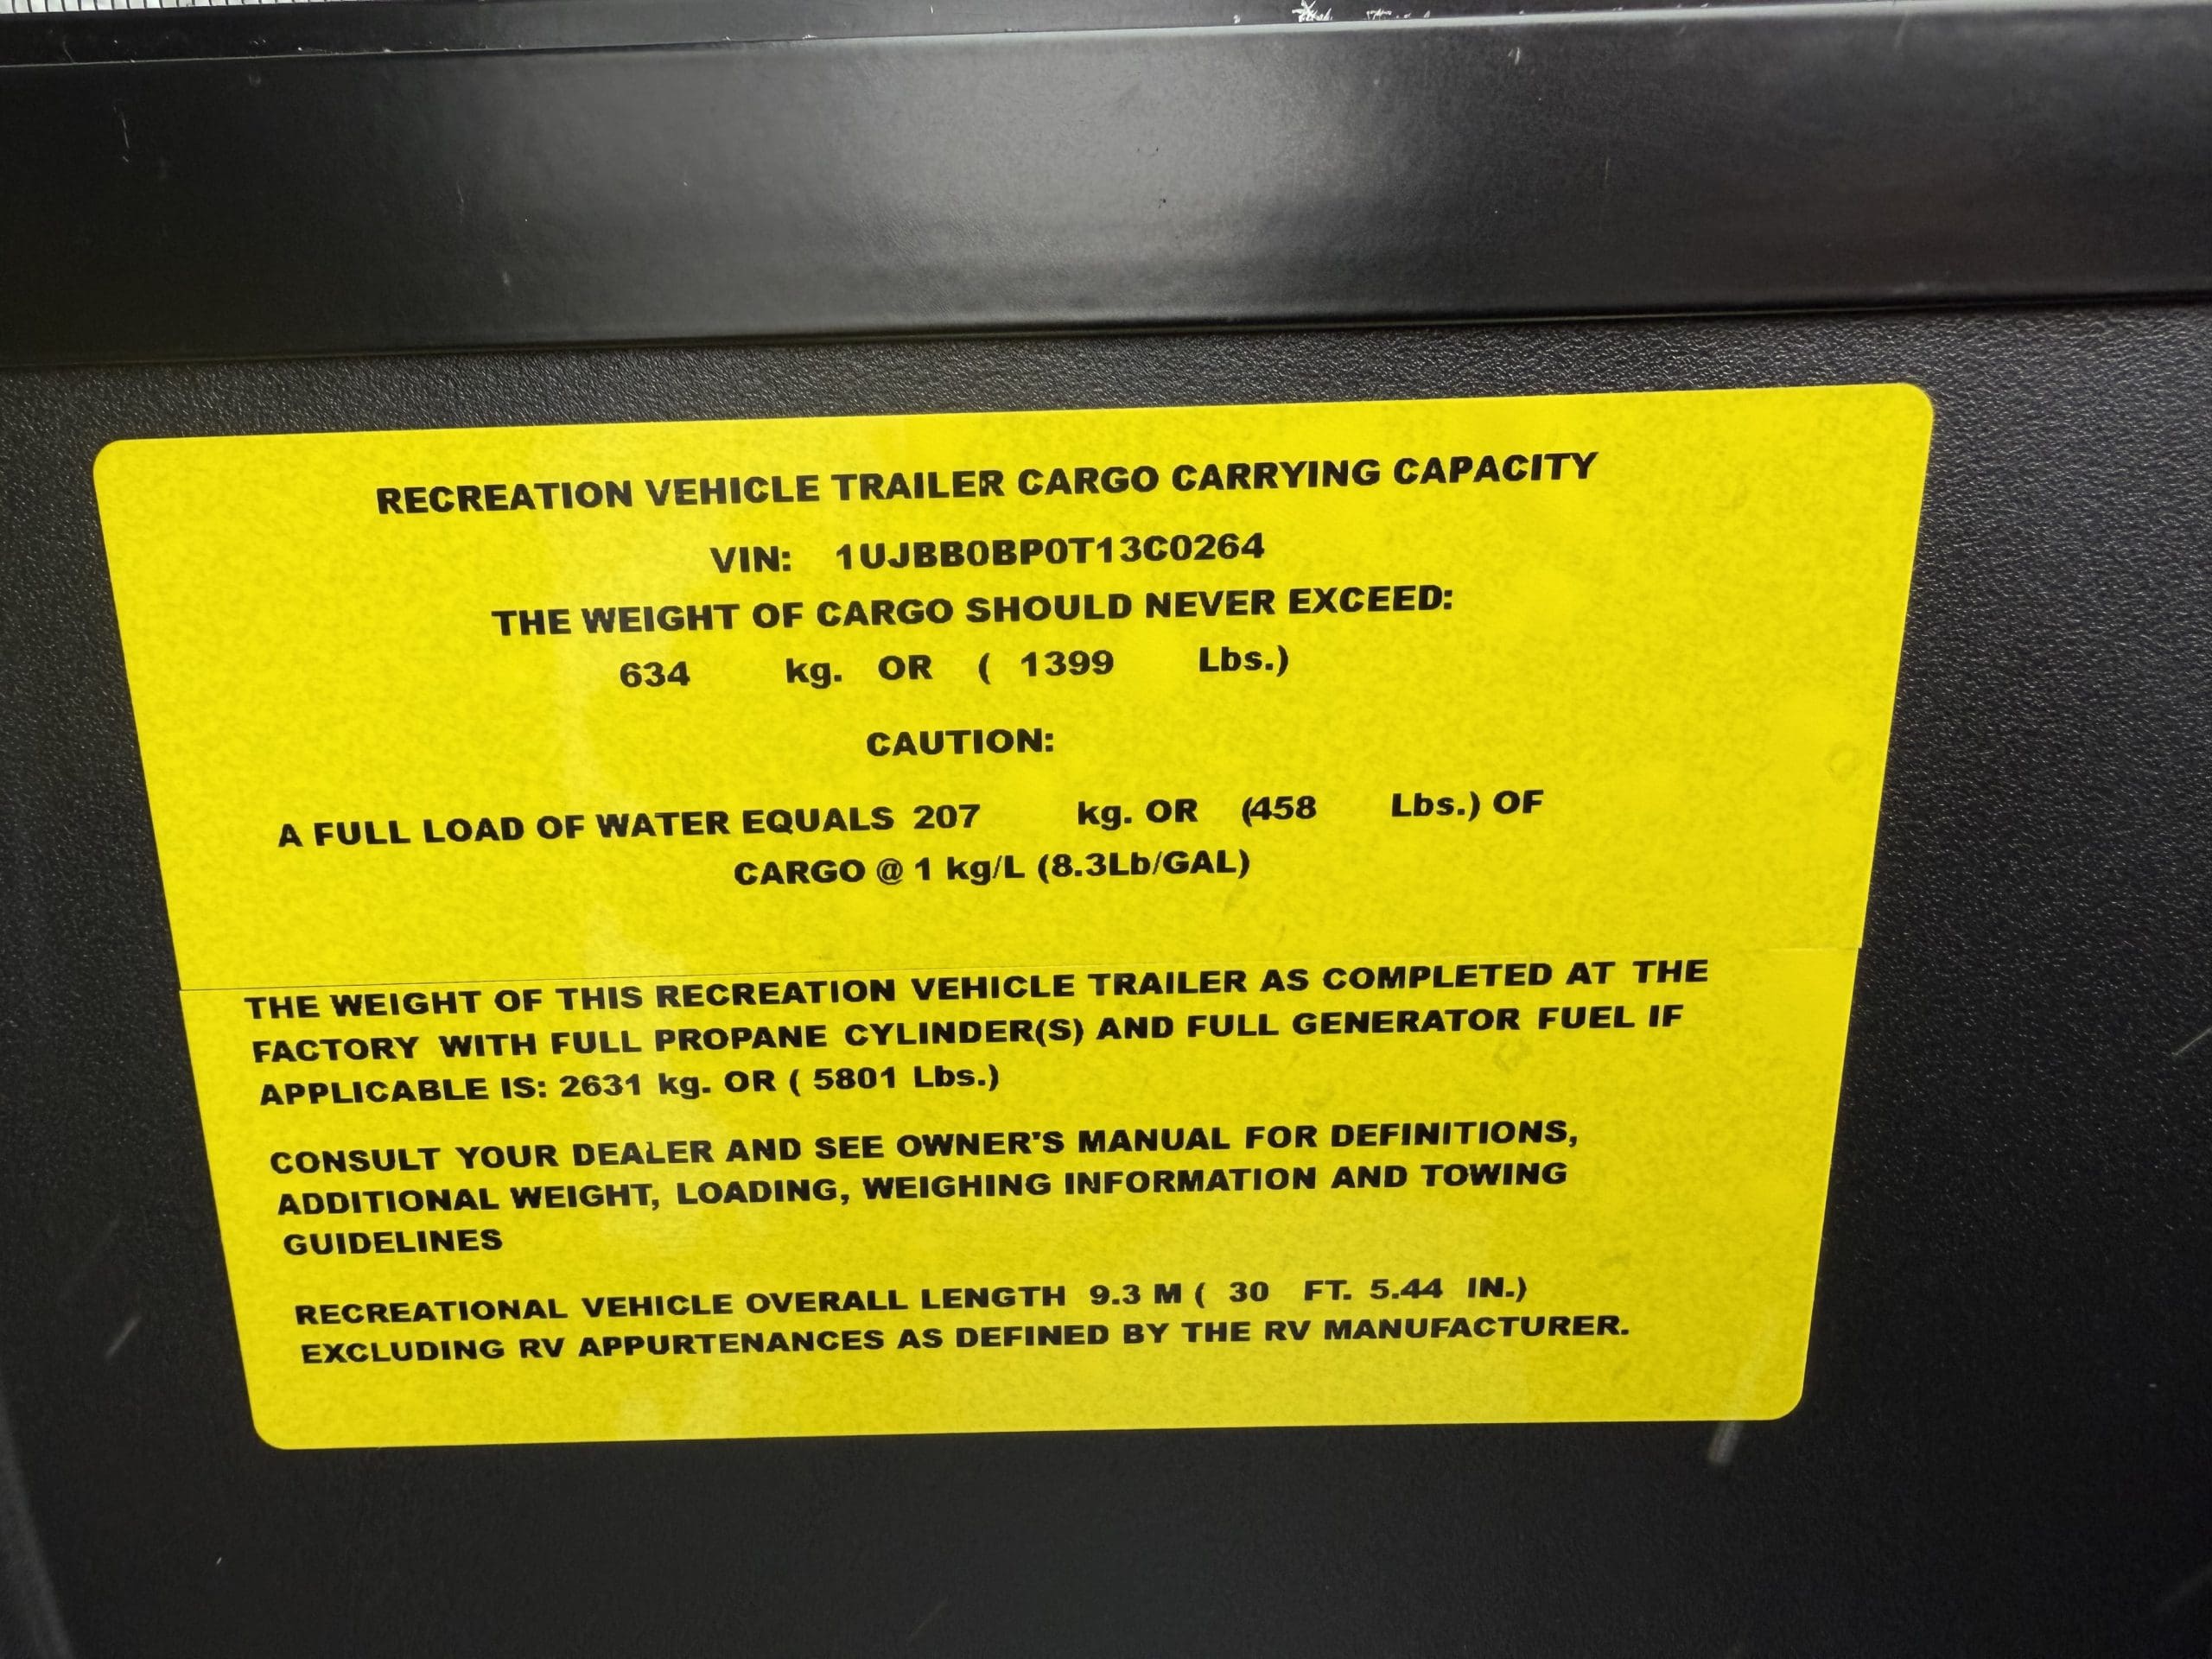 RECREATION VEHICLE TRAILER CARGO CARRYING CAPACITY
VIN: 1UJBB0BP0T13C0264
THE WEIGHT OF CARGO SHOULD NEVER EXCEED:
634 kg. OR ( 1399 Lbs.)
CAUTION:
A FULL LOAD OF WATER EQUALS 207 kg. OR (458 Lbs.) OF
CARGO @ 1 kg/L (8.3Lb/GAL)
THE WEIGHT OF THIS RECREATION VEHICLE TRAILER AS COMPLETED AT THE
FACTORY WITH FULL PROPANE CYLINDER(S) AND FULL GENERATOR FUEL IF
APPLICABLE IS: 2631 kg. OR ( 5801 Lbs.)
CONSULT YOUR DEALER AND SEE OWNER'S MANUAL FOR DEFINITIONS,
ADDITIONAL WEIGHT, LOADING, WEIGHING INFORMATION AND TOWING
GUIDELINES
RECREATIONAL VEHICLE OVERALL LENGTH 9.3 M ( 30 FT. 5.44 IN.)
EXCLUDING RV APPURTENANCES AS DEFINED BY THE RV MANUFACTURER.